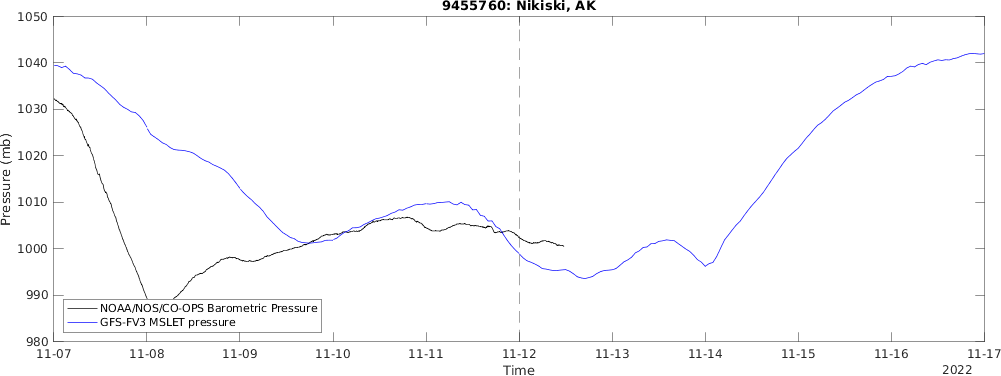 9455760: Nikiski, AK
1050
1040
1030
1020
1010
1000
990
980
Pressure (mb)
NOAA/NOS/CO-OPS Barometric Pressure
GFS-FV3 MSLET pressure
11-07 11-08 11-09 11-10 11-11 11-12 11-13 11-14 11-15 11-16 11-17
Time
2022